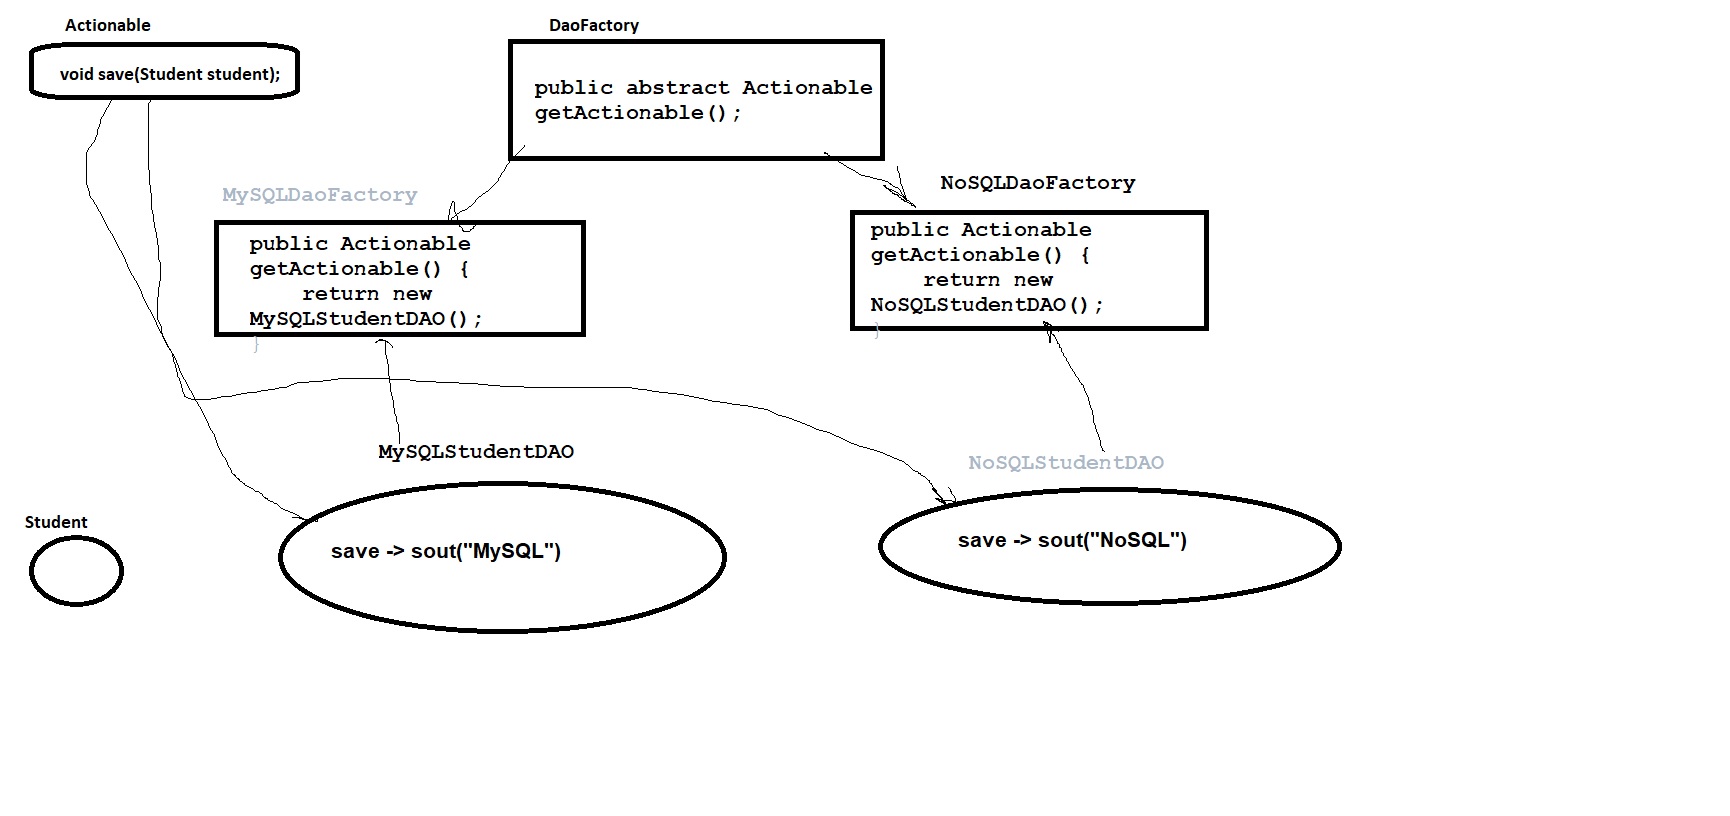 Actionable
void save(Student student);
DaoFactory
public abstract Actionable
getActionable();
MySQLDaoFactory
public Actionable
getActionable() {
return new
MySQLStudentDAO();
}
NoSQLDaoFactory
public Actionable
getActionable() {
return new
NoSQLStudentDAO();
}
MySQLStudentDAO
save -> sout("MySQL")
NoSQLStudentDAO
save -> sout("NoSQL")
Student